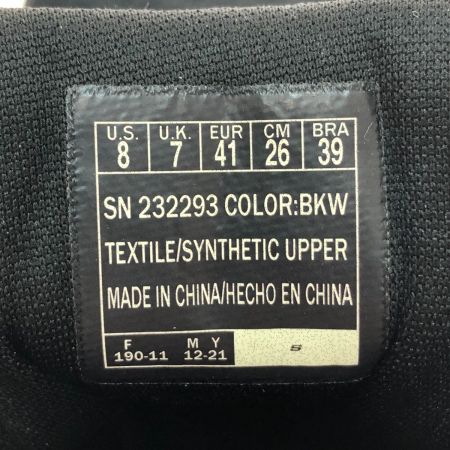 U.S. U.K. EUR CM BRA
8 7 41 26 39
SN 232293 COLOR:BKW
TEXTILE/SYNTHETIC UPPER
MADE IN CHINA/HECHO EN CHINA
F M Y
190-11 12-21 5